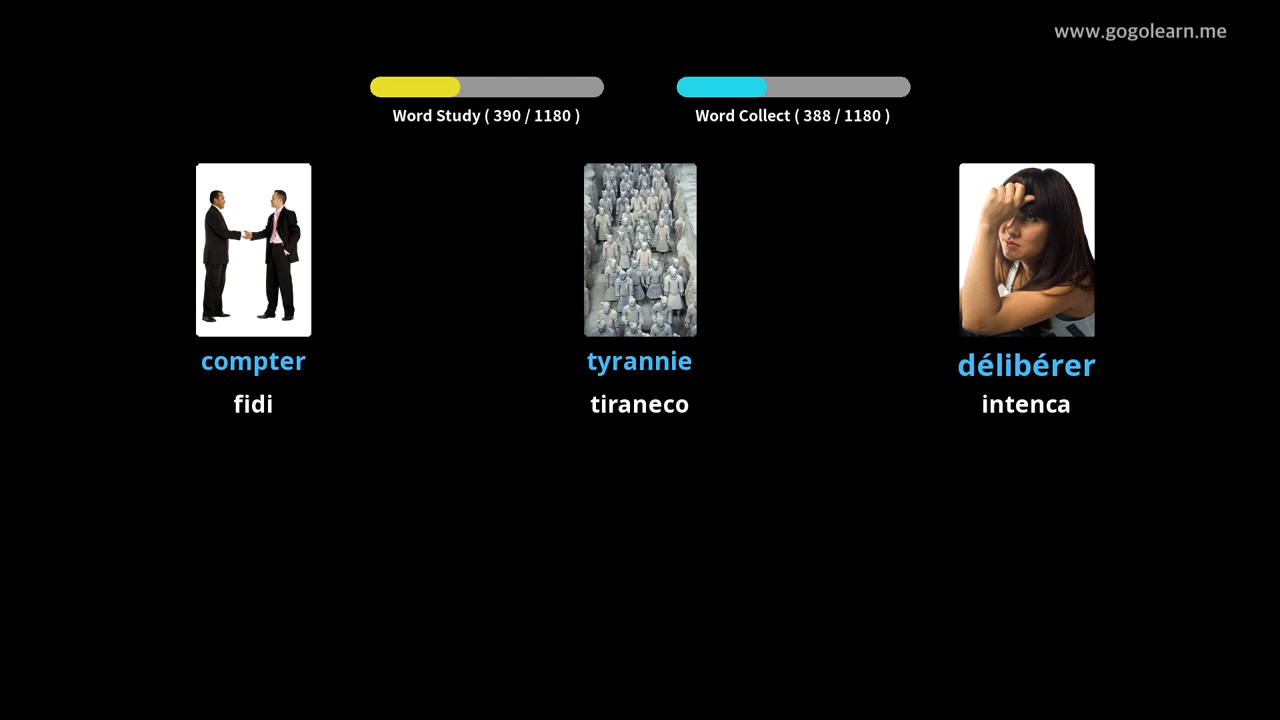 www.gogolearn.me
Word Study ( 390 / 1180 )
Word Collect ( 388 / 1180 )
compter
tyrannie
délibérer
fidi
tiraneco
intenca